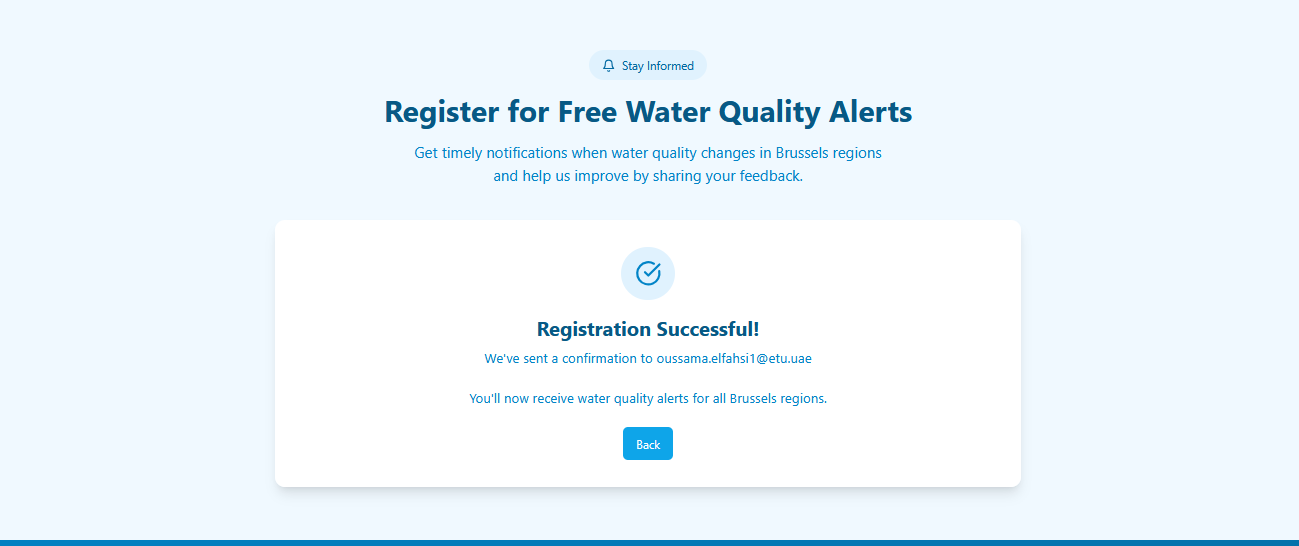 Stay Informed
Register for Free Water Quality Alerts
Get timely notifications when water quality changes in Brussels regions
and help us improve by sharing your feedback.
Registration Successful!
We've sent a confirmation to oussama.elfahsi1@etu.uae
You'll now receive water quality alerts for all Brussels regions.
Back